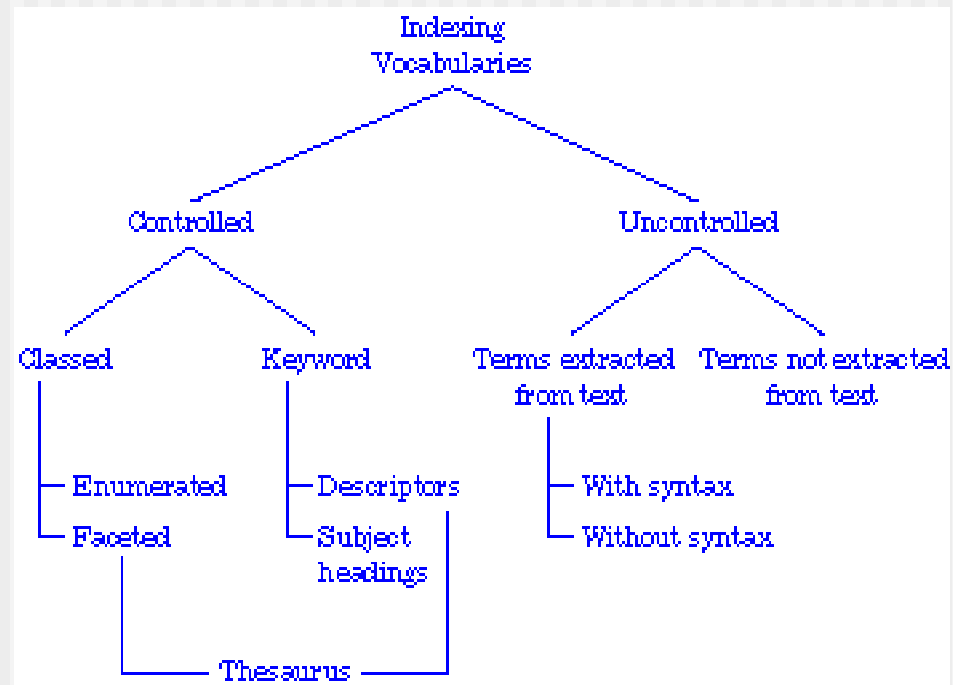 Indexing
Vocabularies
Controlled
Uncontrolled
Classed
Keyword
Terms extracted
from text
Terms not extracted
from text
Enumerated
Faceted
Descriptors
Subject
headings
With syntax
Without syntax
Thesaurus